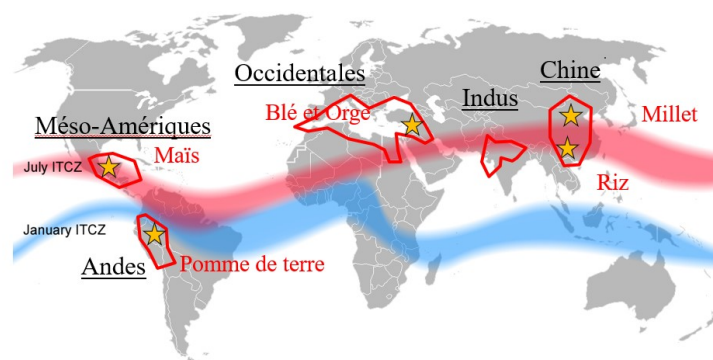 Occidentales
Chine
Indus
Blé et Orge
Millet
Méso-Amériques
Maïs
July ITCZ
Riz
January ITCZ
Andes
Pomme de terre